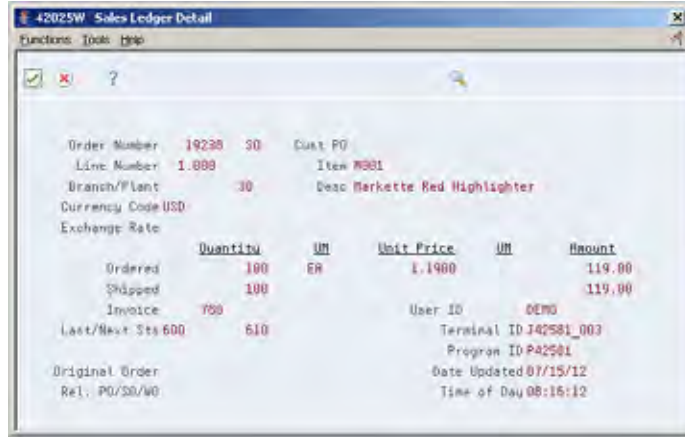 42025W Sales Ledger Detail
Functions Tools Help
?
Order Number 19238 SO Cust PO
Line Number 1.000 Item M001
Branch/Plant 30 Desc Markette Red Highlighter
Currency Code USD
Exchange Rate
Quantity UM Unit Price UM Amount
Ordered 100 EA 1.1900 119.00
Shipped 100 119.00
Invoice 780 User ID DEMO
Last/Next Sts 600 610 Terminal ID J42581_003
Program ID P42501
Original Order Date Updated 07/15/12
Rel. PO/SO/WO Time of Day 08:16:12